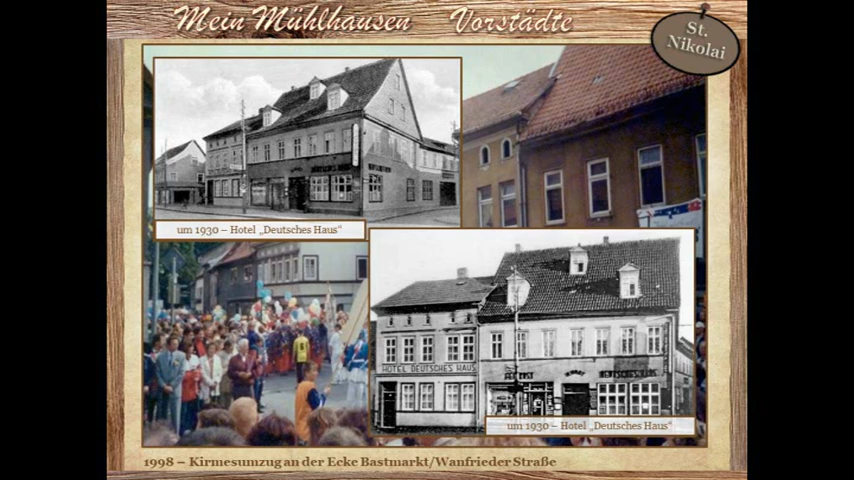 Mein Mühlhausen Vorstädte
St.
Nikolai
um 1930 – Hotel „Deutsches Haus“
HOTEL DEUTSCHES HAUS
um 1930 – Hotel „Deutsches Haus“
1998 – Kirmesumzug an der Ecke Bastmarkt/Wanfrieder Straße